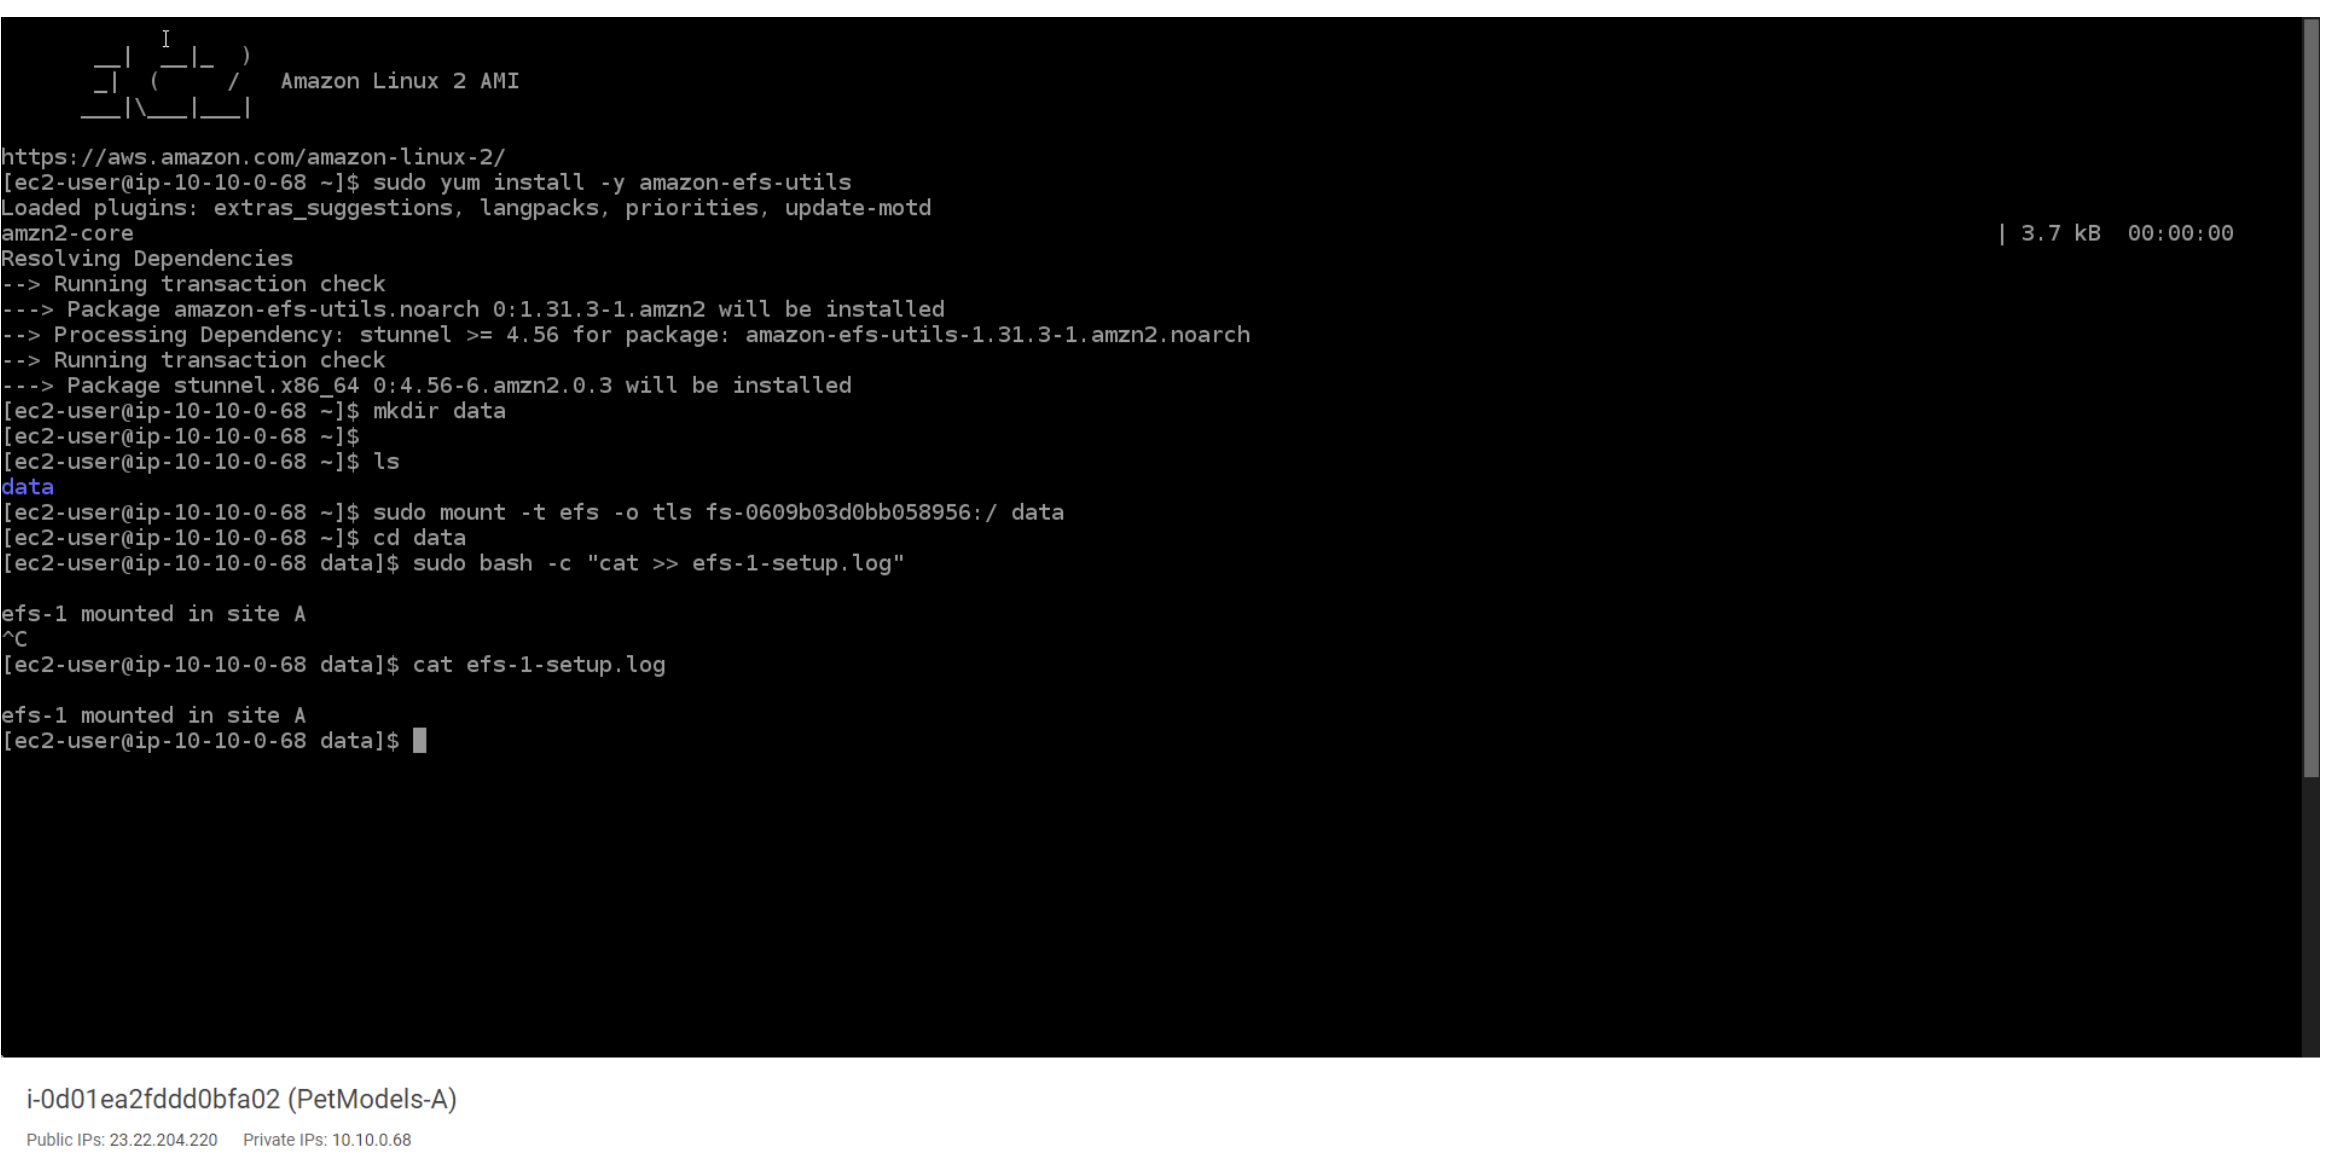 __|  __|_  )
       _|  (     /   Amazon Linux 2 AMI
      ___|\___|___|
https://aws.amazon.com/amazon-linux-2/
[ec2-user@ip-10-10-0-68 ~]$ sudo yum install -y amazon-efs-utils
Loaded plugins: extras_suggestions, langpacks, priorities, update-motd
amzn2-core | 3.7 kB  00:00:00
Resolving Dependencies
--> Running transaction check
---> Package amazon-efs-utils.noarch 0:1.31.3-1.amzn2 will be installed
--> Processing Dependency: stunnel >= 4.56 for package: amazon-efs-utils-1.31.3-1.amzn2.noarch
--> Running transaction check
---> Package stunnel.x86_64 0:4.56-6.amzn2.0.3 will be installed
[ec2-user@ip-10-10-0-68 ~]$ mkdir data
[ec2-user@ip-10-10-0-68 ~]$
[ec2-user@ip-10-10-0-68 ~]$ ls
data
[ec2-user@ip-10-10-0-68 ~]$ sudo mount -t efs -o tls fs-0609b03d0bb058956:/ data
[ec2-user@ip-10-10-0-68 ~]$ cd data
[ec2-user@ip-10-10-0-68 data]$ sudo bash -c "cat >> efs-1-setup.log"
efs-1 mounted in site A
^C
[ec2-user@ip-10-10-0-68 data]$ cat efs-1-setup.log
efs-1 mounted in site A
[ec2-user@ip-10-10-0-68 data]$
i-0d01ea2fddd0bfa02 (PetModels-A)
Public IPs: 23.22.204.220 Private IPs: 10.10.0.68